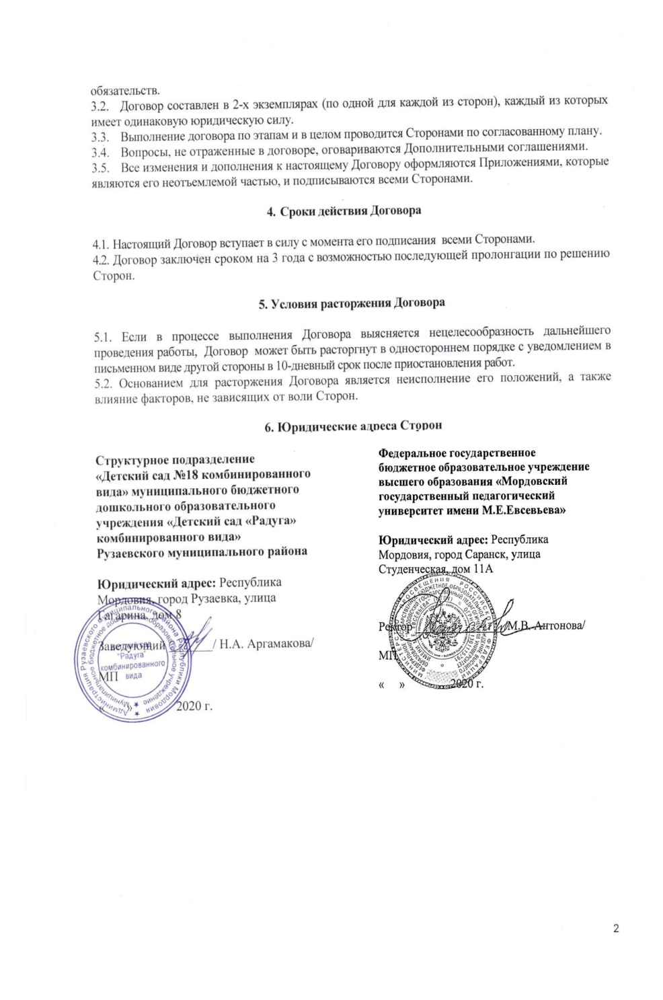 обязательств.
3.2. Договор составлен в 2-х экземплярах (по одной для каждой из сторон), каждый из которых
имеет одинаковую юридическую силу.
3.3. Выполнение договора по этапам и в целом проводится Сторонами по согласованному плану.
3.4. Вопросы, не отраженные в договоре, оговариваются Дополнительными соглашениями.
3.5. Все изменения и дополнения к настоящему Договору оформляются Приложениями, которые
являются его неотъемлемой частью, и подписываются всеми Сторонами.
4. Сроки действия Договора
4.1. Настоящий Договор вступает в силу с момента его подписания всеми Сторонами.
4.2. Договор заключен сроком на 3 года с возможностью последующей пролонгации по решению
Сторон.
5. Условия расторжения Договора
5.1. Если в процессе выполнения Договора выясняется нецелесообразность дальнейшего
проведения работы, Договор может быть расторгнут в одностороннем порядке с уведомлением в
письменном виде другой стороны в 10-дневный срок после приостановления работ.
5.2. Основанием для расторжения Договора является неисполнение его положений, а также
влияние факторов, не зависящих от воли Сторон.
6. Юридические адреса Сторон
Структурное подразделение
«Детский сад №18 комбинированного
вида» муниципального бюджетного
дошкольного образовательного
учреждения «Детский сад «Радуга»
комбинированного вида»
Рузаевского муниципального района
Юридический адрес: Республика
Мордовия, город Рузаевка, улица
Гагарина, дом 8
Заведующий ______/ Н.А. Аргамакова/
МП
«   »   2020 г.
"Радуга"
комбинированного
вида
Федеральное государственное
бюджетное образовательное учреждение
высшего образования «Мордовский
государственный педагогический
университет имени М.Е.Евсевьева»
Юридический адрес: Республика
Мордовия, город Саранск, улица
Студенческая, дом 11А
Ректор / М.В. Антонова/
МП
«   »   2020 г.
2